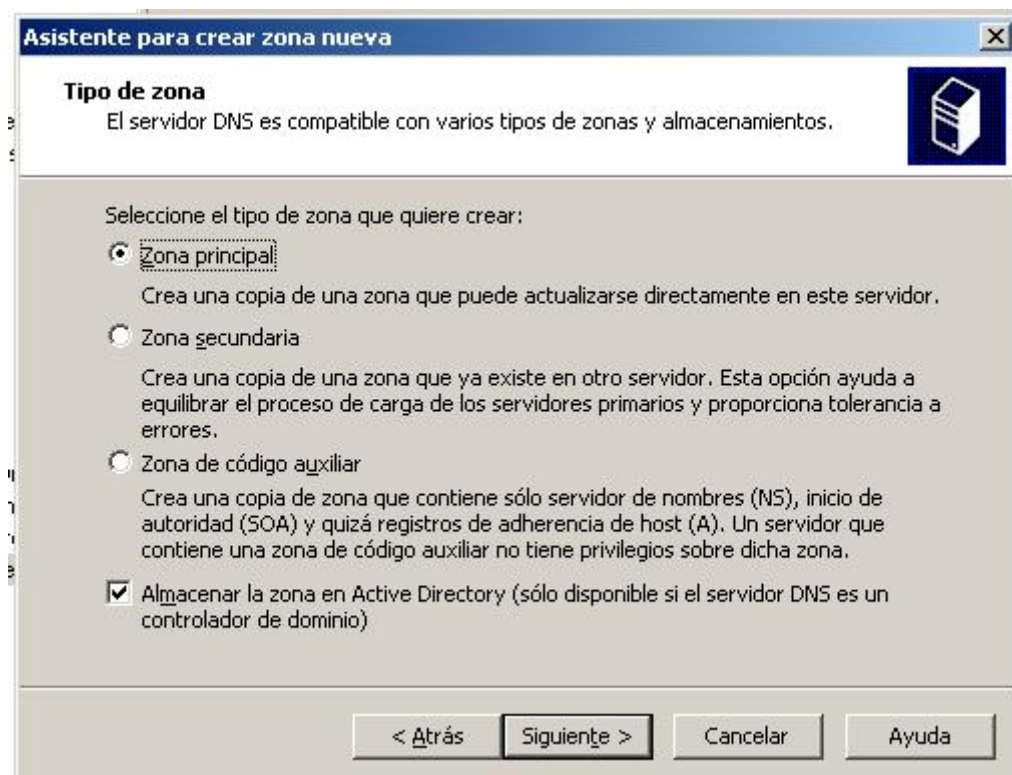 Asistente para crear zona nueva
Tipo de zona
El servidor DNS es compatible con varios tipos de zonas y almacenamientos.
Seleccione el tipo de zona que quiere crear:
Zona principal
Crea una copia de una zona que puede actualizarse directamente en este servidor.
Zona secundaria
Crea una copia de una zona que ya existe en otro servidor. Esta opción ayuda a
equilibrar el proceso de carga de los servidores primarios y proporciona tolerancia a
errores.
Zona de código auxiliar
Crea una copia de zona que contiene sólo servidor de nombres (NS), inicio de
autoridad (SOA) y quizá registros de adherencia de host (A). Un servidor que
contiene una zona de código auxiliar no tiene privilegios sobre dicha zona.
Almacenar la zona en Active Directory (sólo disponible si el servidor DNS es un
controlador de dominio)
< Atrás Siguiente > Cancelar Ayuda